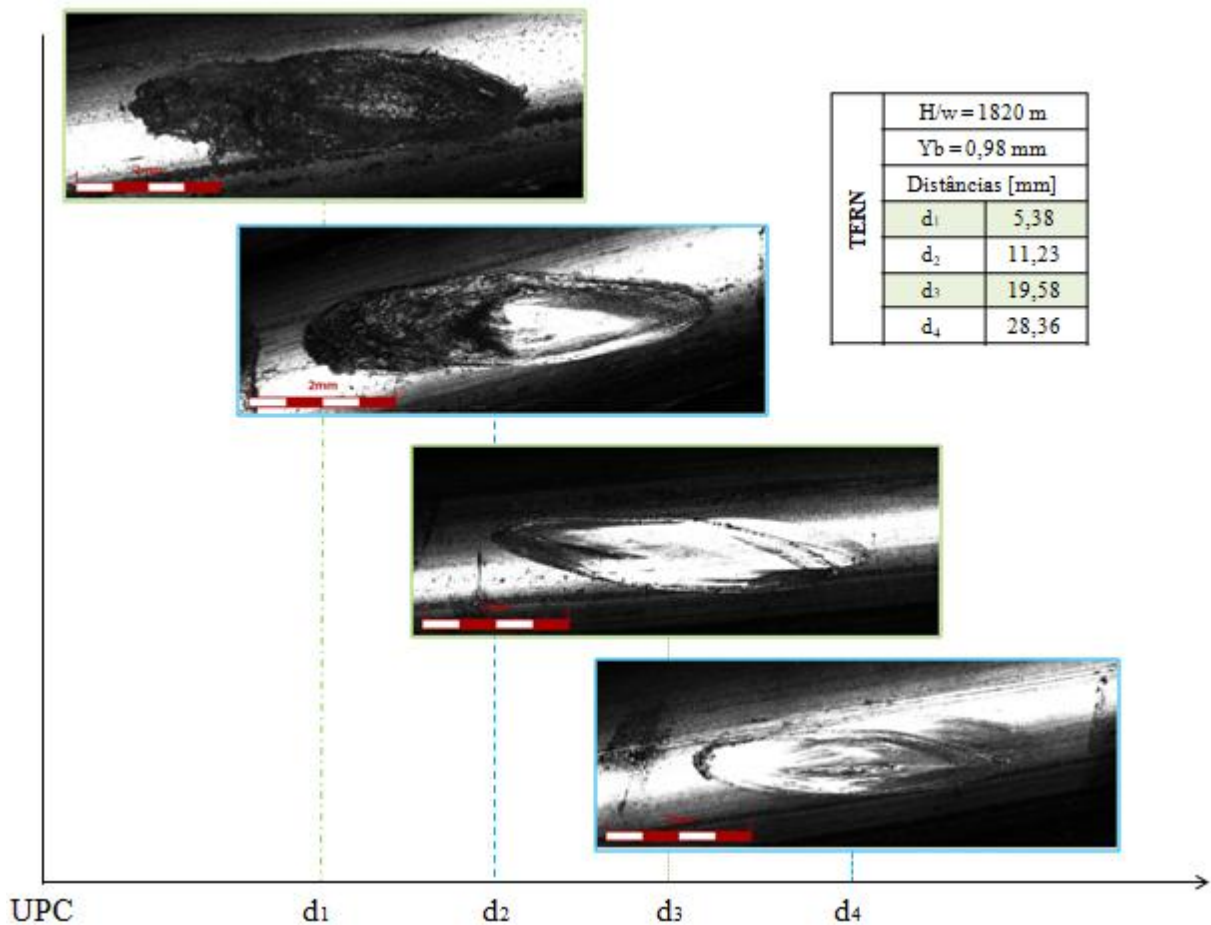 2mm
H/w = 1820 m
Yb = 0,98 mm
Distâncias [mm]
TERN
d₁ 5,38
d₂ 11,23
d₃ 19,58
d₄ 28,36
2mm
UPC d₁ d₂ d₃ d₄